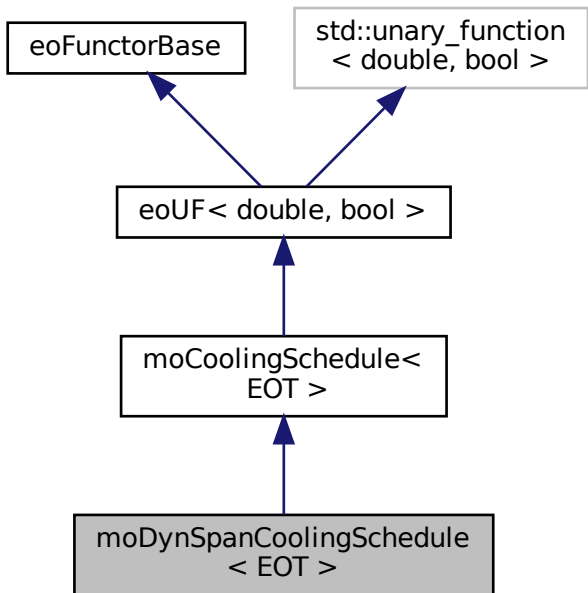 eoFunctorBase
std::unary_function
< double, bool >
eoUF< double, bool >
moCoolingSchedule<
EOT >
moDynSpanCoolingSchedule
< EOT >